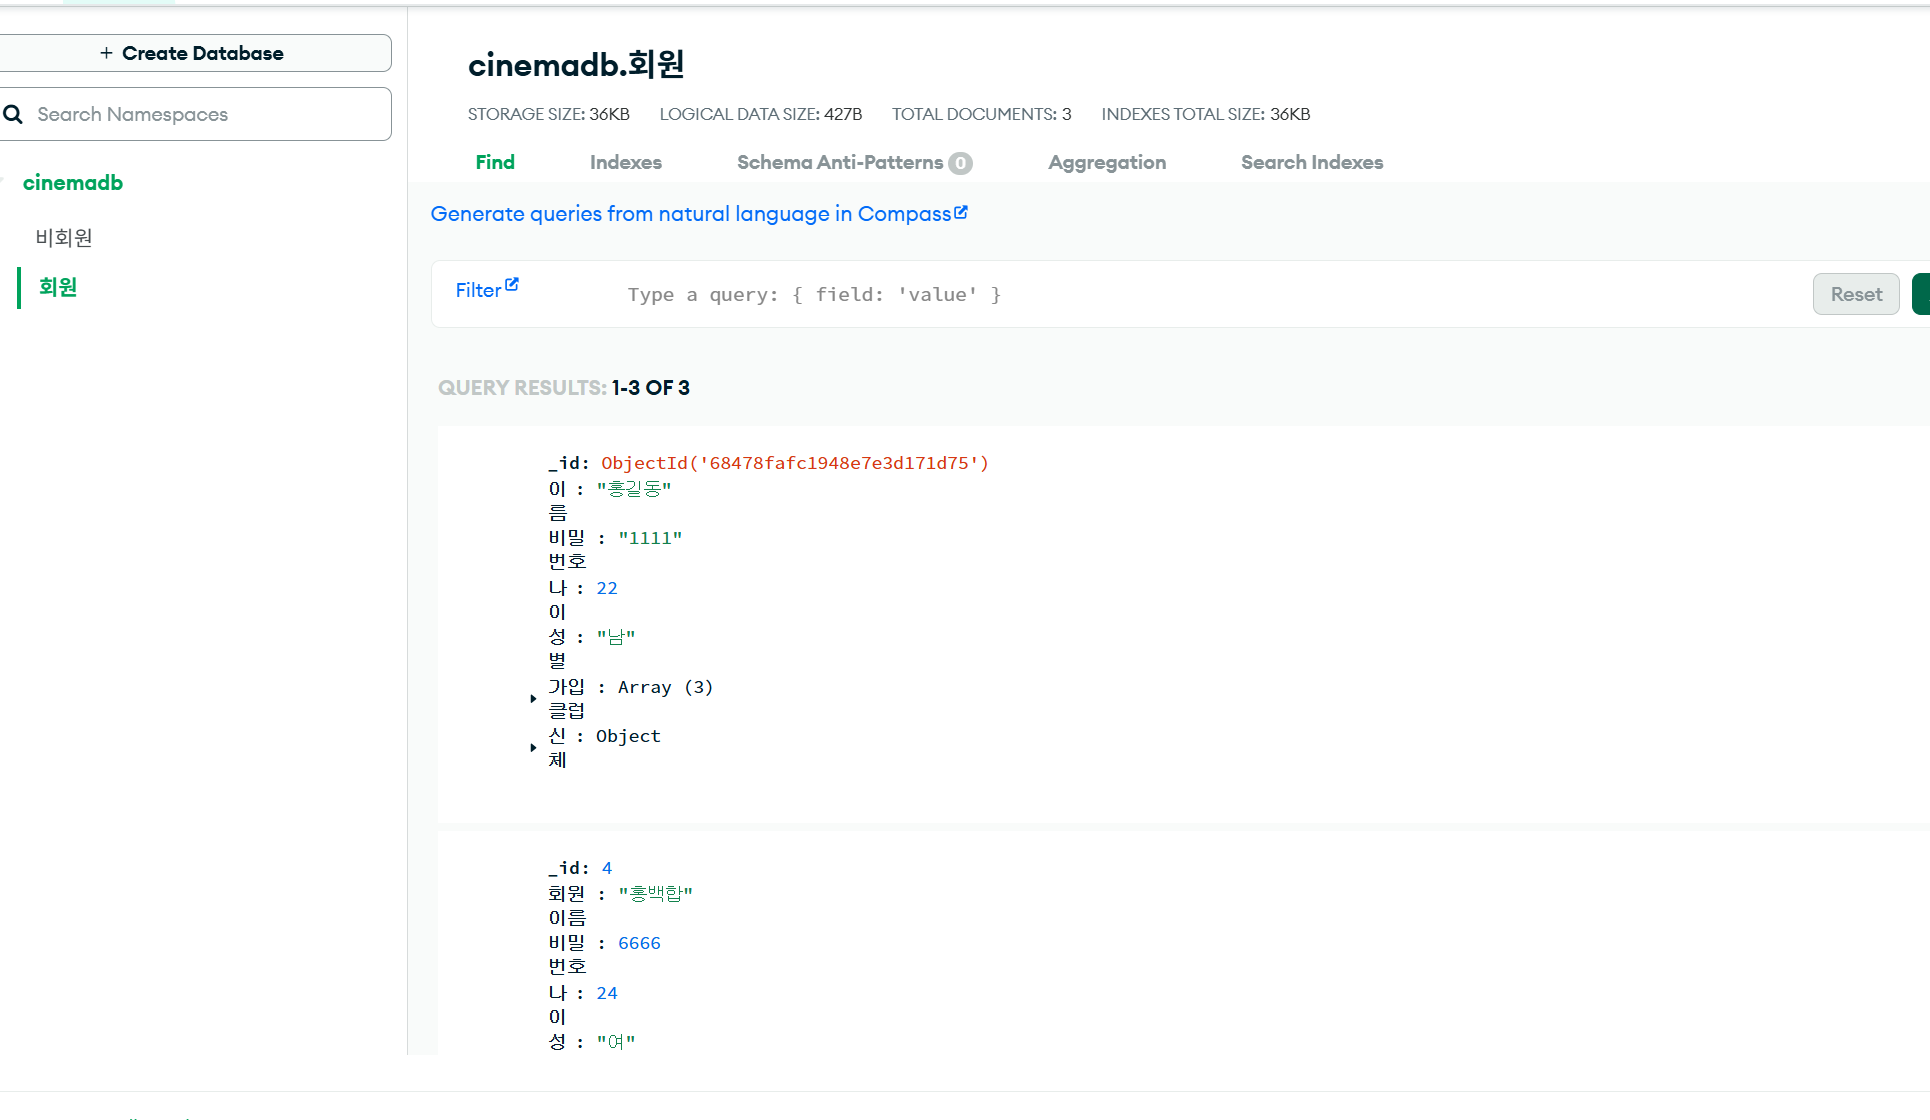 + Create Database
Search Namespaces
cinemadb
비회원
회원
cinemadb.회원
STORAGE SIZE: 36KB LOGICAL DATA SIZE: 427B TOTAL DOCUMENTS: 3 INDEXES TOTAL SIZE: 36KB
Find Indexes Schema Anti-Patterns 0 Aggregation Search Indexes
Generate queries from natural language in Compass
Filter Type a query: { field: 'value' } Reset
QUERY RESULTS: 1-3 OF 3
_id: ObjectId('68478fafc1948e7e3d171d75')
이 : "홍길동"
름
비밀 : "1111"
번호
나 : 22
이
성 : "남"
별
가입 : Array (3)
클럽
신 : Object
체
_id: 4
회원 : "홍백합"
이름
비밀 : 6666
번호
나 : 24
이
성 : "여"